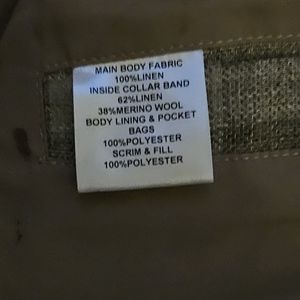 MAIN BODY FABRIC
100%LINEN
INSIDE COLLAR BAND
62%LINEN
38%MERINO WOOL
BODY LINING & POCKET
BAGS
100%POLYESTER
SCRIM & FILL
100%POLYESTER